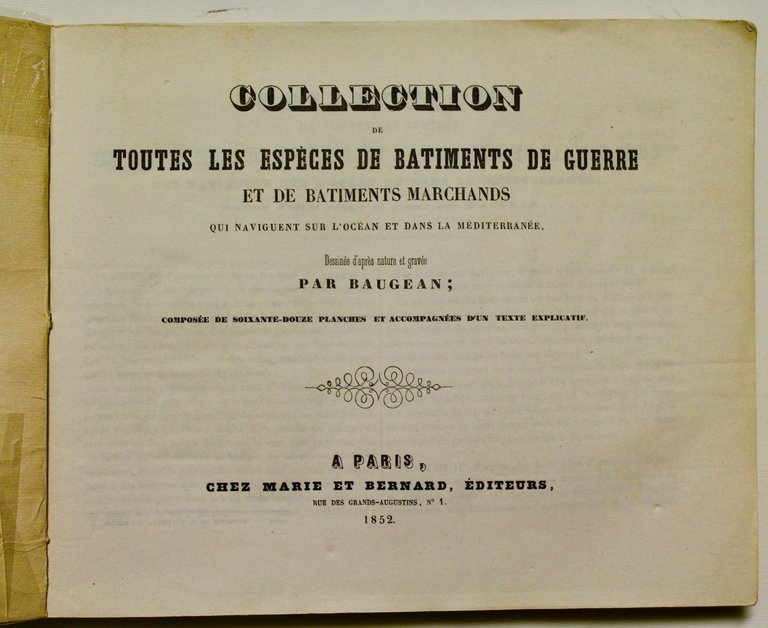 COLLECTION
DE
TOUTES LES ESPÈCES DE BATIMENTS DE GUERRE
ET DE BATIMENTS MARCHANDS
QUI NAVIGUENT SUR L'OCÉAN ET DANS LA MÉDITERRANÉE,
Dessinée d'après nature et gravée
PAR BAUGEAN;
COMPOSÉE DE SOIXANTE-DOUZE PLANCHES ET ACCOMPAGNÉES D'UN TEXTE EXPLICATIF.
A PARIS,
CHEZ MARIE ET BERNARD, ÉDITEURS,
RUE DES GRANDS-AUGUSTINS, N° 1.
1852.